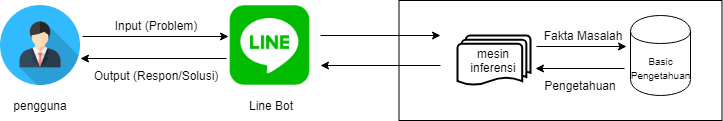 Input (Problem)
Output (Respon/Solusi)
pengguna
LINE
Line Bot
mesin
inferensi
Fakta Masalah
Pengetahuan
Basic
Pengetahuan